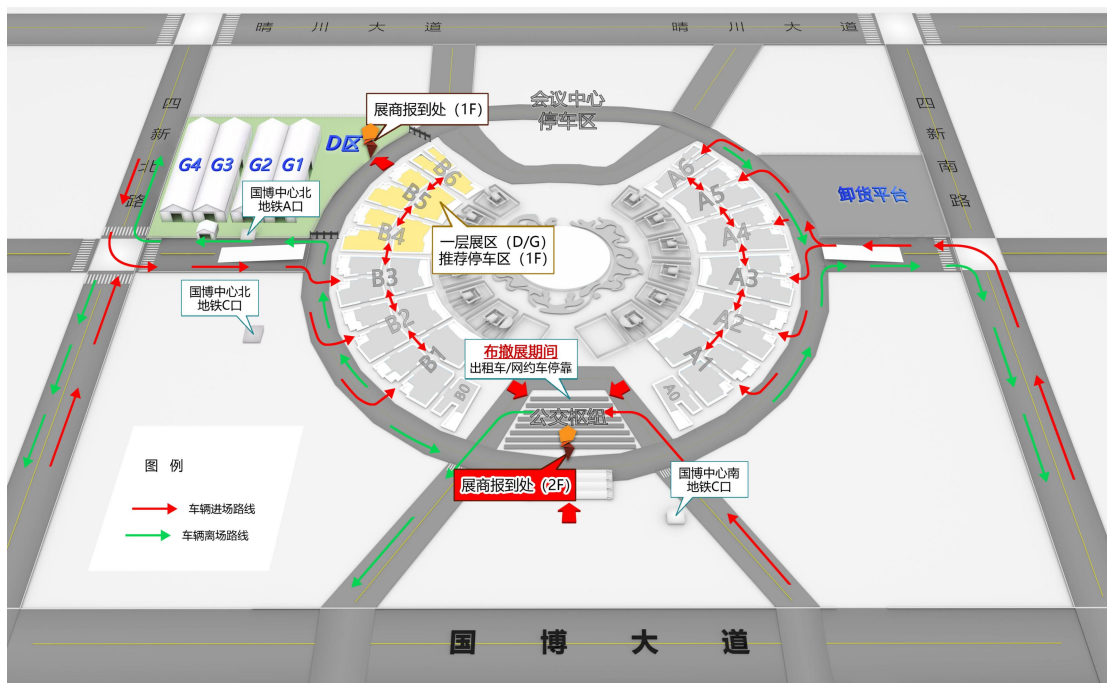 晴川大道
晴川大道
四新北路
四新南路
会议中心
停车区
展商报到处（1F）
D区
G4
G3
G2
G1
国博中心北
地铁A口
卸货平台
B6
B5
B4
B3
B2
B1
B0
A6
A5
A4
A3
A2
A1
A0
一层展区（D/G）
推荐停车区（1F）
国博中心北
地铁C口
布撤展期间
出租车/网约车停靠
公交枢纽
展商报到处（2F）
国博中心南
地铁C口
图 例
车辆进场路线
车辆离场路线
国博大道